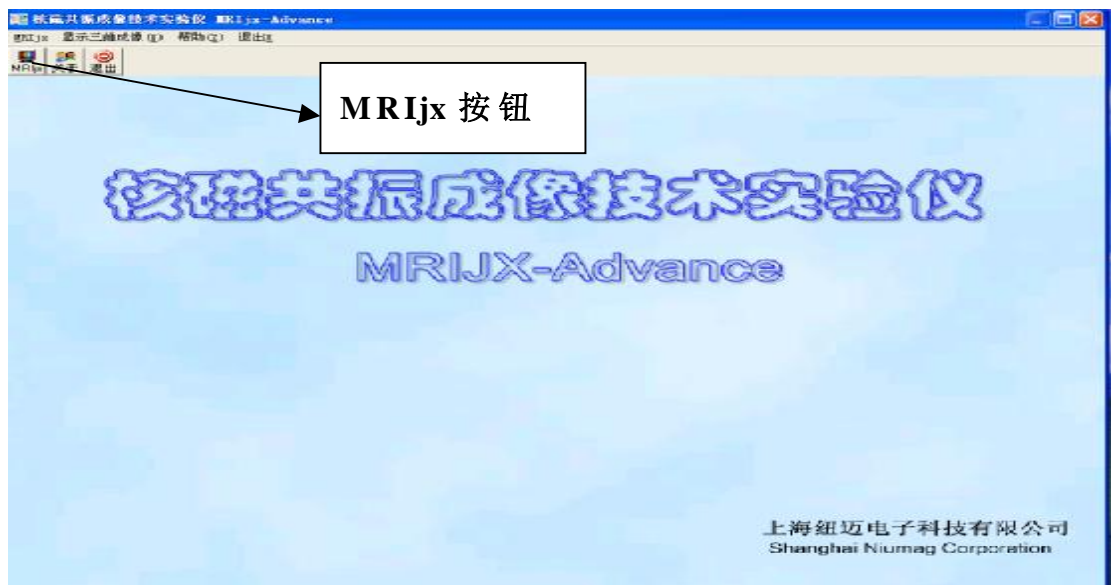 核磁共振成像技术实验仪 MRIjx-Advance
MRIjx 显示三维成像(D) 帮助(Z) 退出X
MRIjx 关于 退出
MRIjx 按钮
核磁共振成像技术实验仪
MRIJX-Advance
上海纽迈电子科技有限公司
Shanghai Niumag Corporation